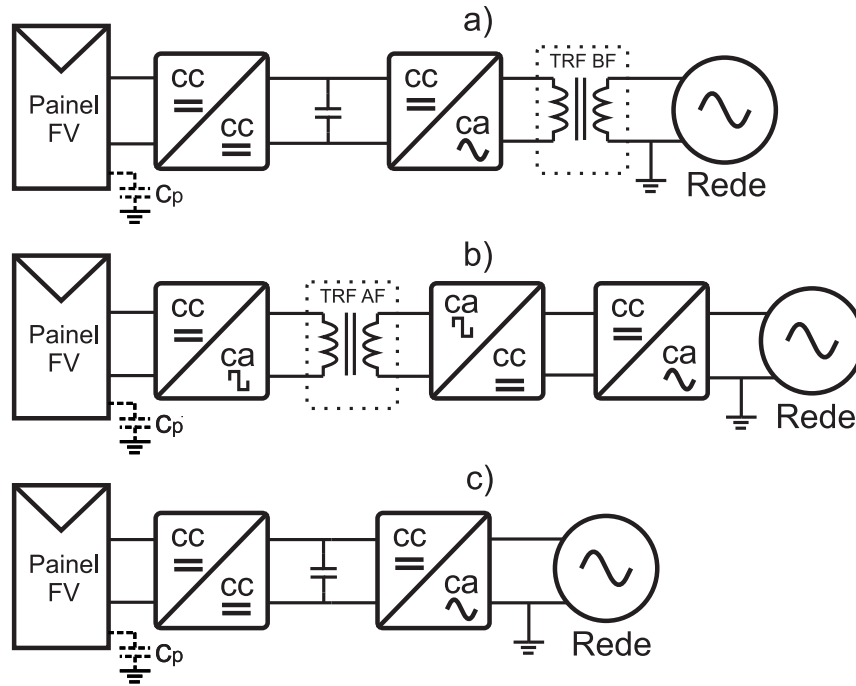 a)
Painel
FV
cc
cc
cc
ca
TRF BF
Rede
Cp
b)
Painel
FV
cc
ca
TRF AF
ca
cc
cc
ca
Rede
Cp
c)
Painel
FV
cc
cc
cc
ca
Rede
Cp